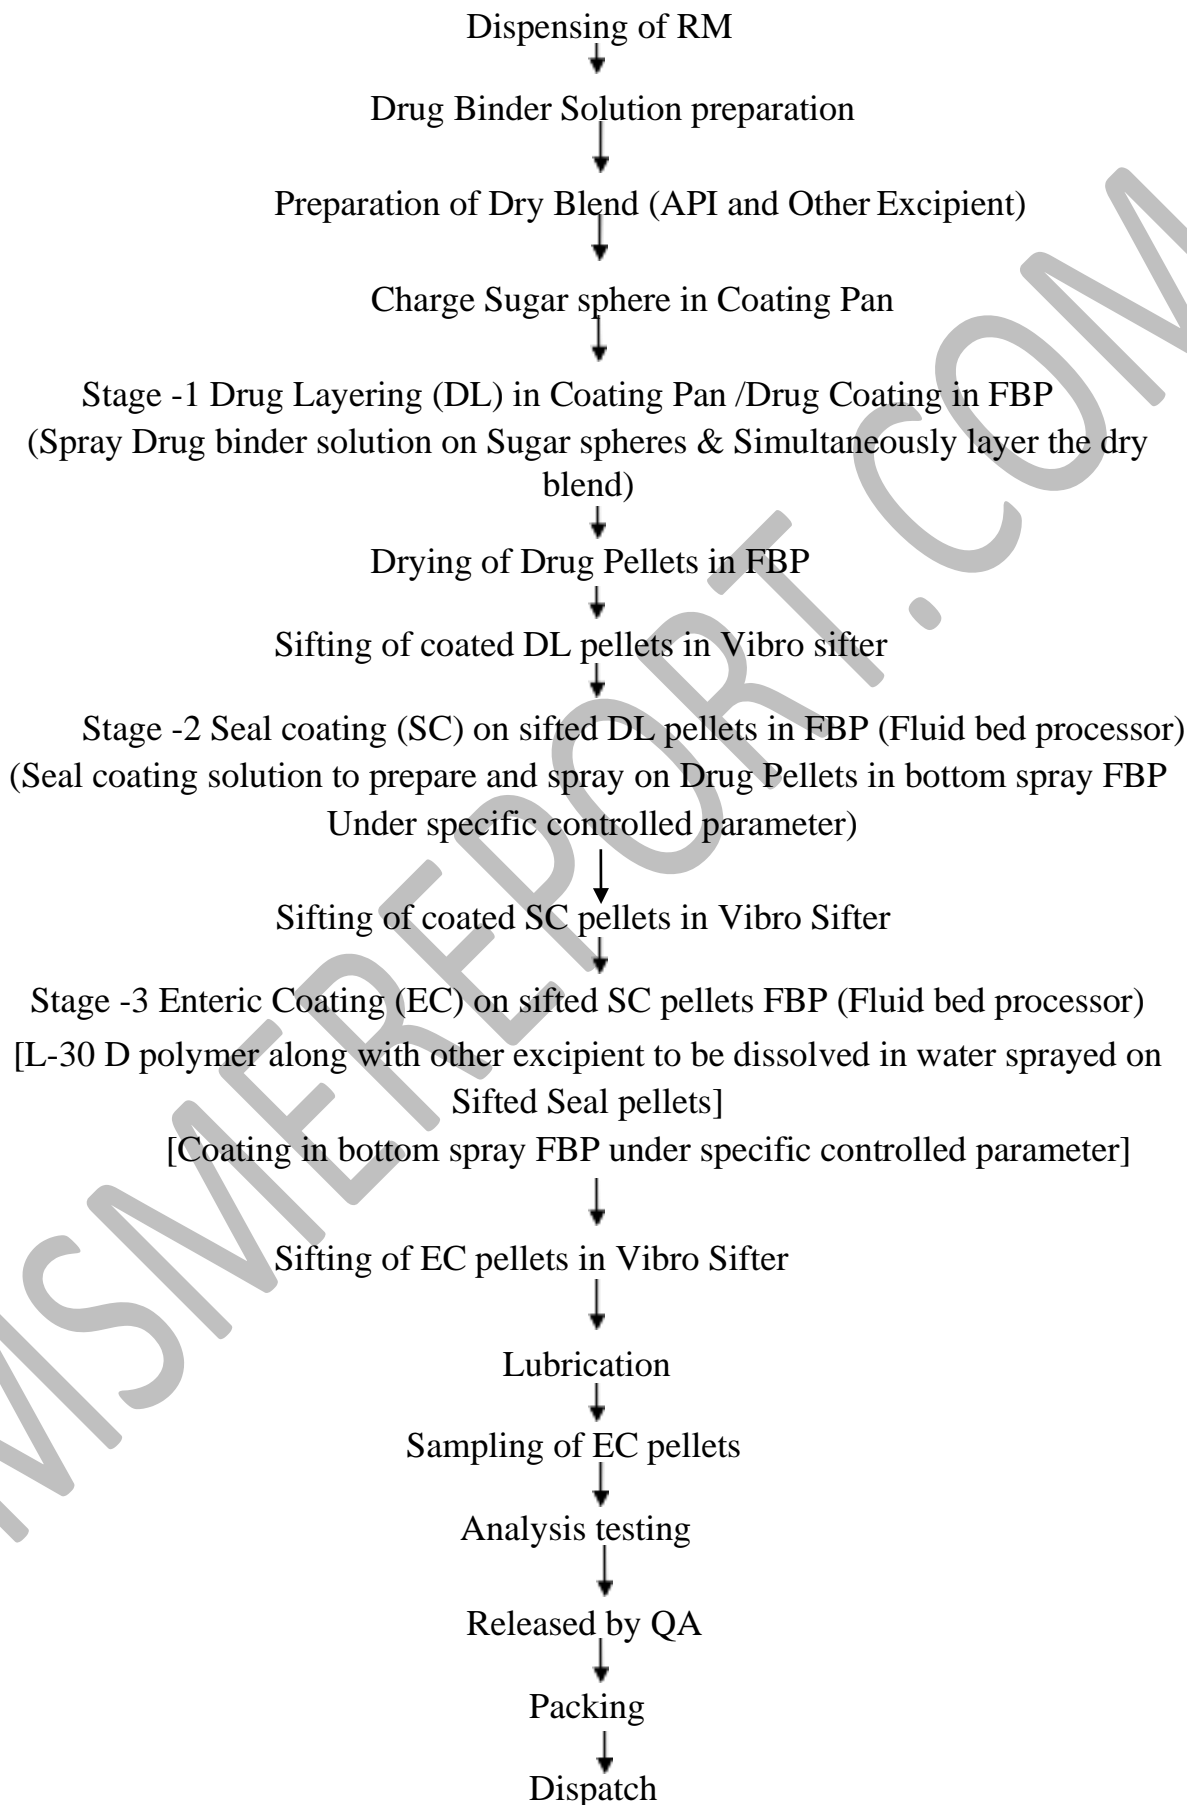 Dispensing of RM
Drug Binder Solution preparation
Preparation of Dry Blend (API and Other Excipient)
Charge Sugar sphere in Coating Pan
Stage -1 Drug Layering (DL) in Coating Pan /Drug Coating in FBP
(Spray Drug binder solution on Sugar spheres & Simultaneously layer the dry
blend)
Drying of Drug Pellets in FBP
Sifting of coated DL pellets in Vibro sifter
Stage -2 Seal coating (SC) on sifted DL pellets in FBP (Fluid bed processor)
(Seal coating solution to prepare and spray on Drug Pellets in bottom spray FBP
Under specific controlled parameter)
Sifting of coated SC pellets in Vibro Sifter
Stage -3 Enteric Coating (EC) on sifted SC pellets FBP (Fluid bed processor)
[L-30 D polymer along with other excipient to be dissolved in water sprayed on
Sifted Seal pellets]
[Coating in bottom spray FBP under specific controlled parameter]
Sifting of EC pellets in Vibro Sifter
Lubrication
Sampling of EC pellets
Analysis testing
Released by QA
Packing
Dispatch
MSMEREPORT.COM